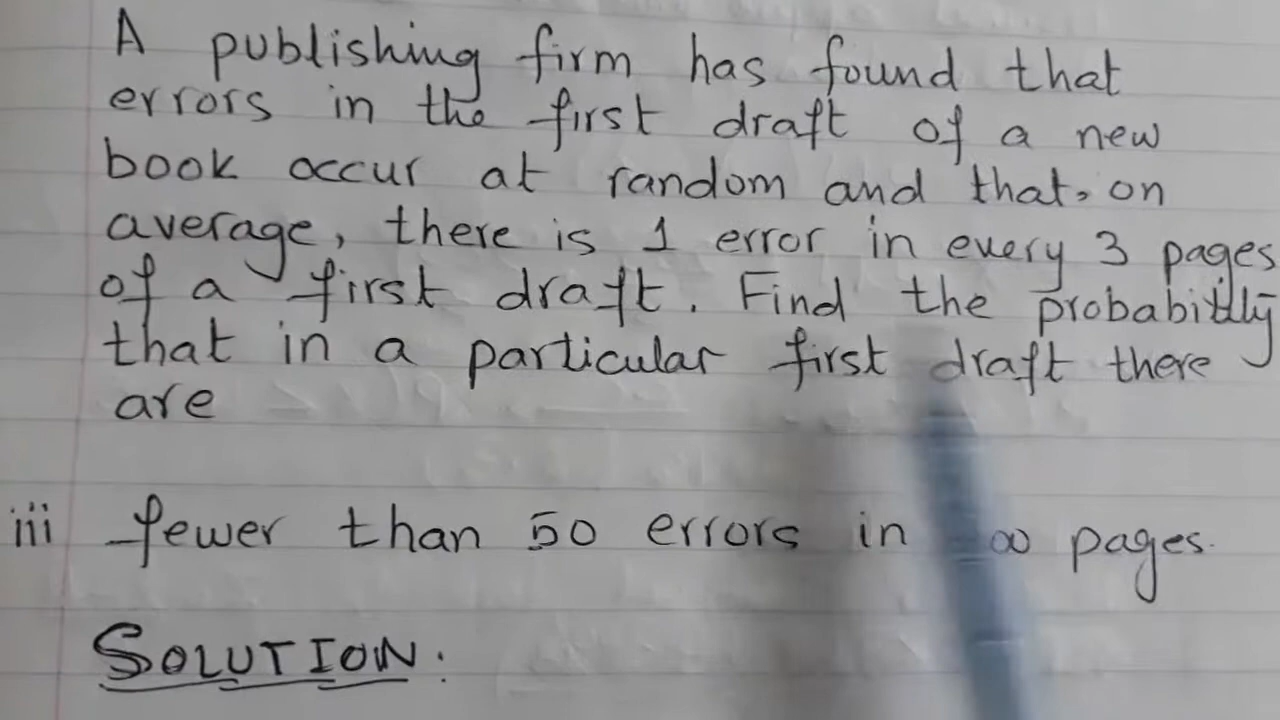 A publishing firm has found that
errors in the first draft of a new
book occur at random and that, on
average, there is 1 error in every 3 pages
of a first draft. Find the probability
that in a particular first draft there
are
iii fewer than 50 errors in pages.
SOLUTION: